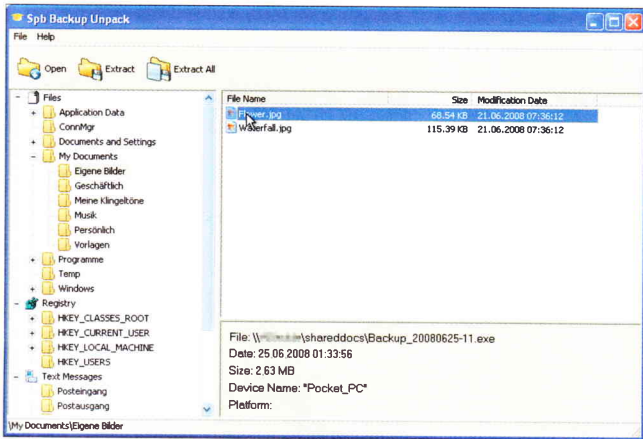 Spb Backup Unpack
File Help
Open Extract Extract All
Files
Application Data
ConnMgr
Documents and Settings
My Documents
Eigene Bilder
Geschäftlich
Meine Klingeltöne
Musik
Persönlich
Vorlagen
Programme
Temp
Windows
Registry
HKEY_CLASSES_ROOT
HKEY_CURRENT_USER
HKEY_LOCAL_MACHINE
HKEY_USERS
Text Messages
Posteingang
Postausgang
File Name Size Modification Date
Flower.jpg 68.54 KB 21.06.2008 07:36:12
Waterfall.jpg 115.39 KB 21.06.2008 07:36:12
File: \\ \shareddocs\Backup_20080625-11.exe
Date: 25.06.2008 01:33:56
Size: 2,63 MB
Device Name: "Pocket_PC"
Platform:
\My Documents\Eigene Bilder